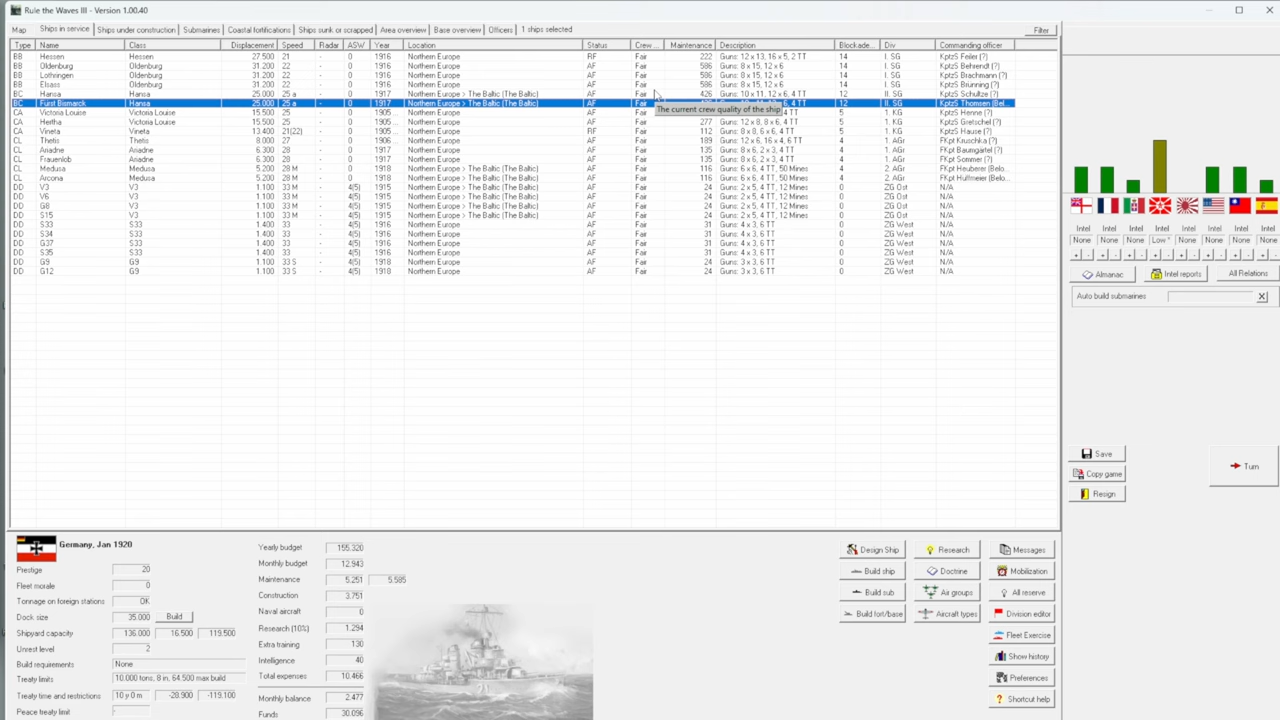 Rule the Waves III - Version 1.00.40
Map Ships in service Ships under construction Submarines Coastal fortifications Ships sunk or scrapped Area overview Base overview Officers 1 ships selected Filter
Type Name Class Displacement Speed Radar ASW Year Location Status Crew ... Maintenance Description Blockade... Div Commanding officer
BB Hessen Hessen 27.500 21 - 0 1916 Northern Europe RF Fair 222 Guns: 12 x 13, 16 x 5, 2 TT 14 I. SG KptzS Feiler (?)
BB Oldenburg Oldenburg 31.200 22 - 0 1916 Northern Europe AF Fair 586 Guns: 8 x 15, 12 x 6 14 I. SG KptzS Behrendt (?)
BB Lothringen Oldenburg 31.200 22 - 0 1916 Northern Europe AF Fair 586 Guns: 8 x 15, 12 x 6 14 I. SG KptzS Brachmann (?)
BB Elsass Oldenburg 31.200 22 - 0 1916 Northern Europe AF Fair 586 Guns: 8 x 15, 12 x 6 14 I. SG KptzS Brünning (?)
BC Hansa Hansa 25.000 25 a - 0 1917 Northern Europe > The Baltic (The Baltic) AF Fair 426 Guns: 10 x 11, 12 x 6, 4 TT 12 II. SG KptzS Schultze (?)
BC Fürst Bismarck Hansa 25.000 25 a - 0 1917 Northern Europe > The Baltic (The Baltic) AF Fair 6, 4 TT 12 II. SG KptzS Thomsen (Bel...
The current crew quality of the ship
CA Victoria Louise Victoria Louise 15.500 25 - 0 1905 ... Northern Europe AF Fair 4 TT 5 1. KG KptzS Henne (?)
CA Hertha Victoria Louise 15.500 25 - 0 1905 ... Northern Europe AF Fair 277 Guns: 12 x 8, 8 x 6, 4 TT 5 1. KG KptzS Gretschel (?)
CA Vineta Vineta 13.400 21(22) - 0 1905 ... Northern Europe RF Fair 112 Guns: 8 x 8, 6 x 6, 4 TT 5 1. KG KptzS Hause (?)
CL Thetis Thetis 8.000 27 - 0 1906 ... Northern Europe AF Fair 189 Guns: 12 x 6, 16 x 4, 6 TT 4 1. AGr FKpt Kruschka (?)
CL Ariadne Ariadne 6.200 28 - 0 Northern Europe AF Fair 135 Guns: 8 x 6, 2 x 3, 4 TT 4 1. AGr FKpt Baumgärtel (?)
CL Frauenlob Ariadne 6.200 28 - 0 Northern Europe AF Fair 135 Guns: 8 x 6, 2 x 3, 4 TT 4 1. AGr FKpt Sommer (?)
CL Medusa Medusa 5.200 28 M - 0 1918 Northern Europe > The Baltic (The Baltic) AF Fair 116 Guns: 6 x 6, 4 TT, 50 Mines 4 2. AGr FKpt Heuberer (Belo...
CL Arcona Medusa 5.200 28 M - 0 1918 Northern Europe > The Baltic (The Baltic) AF Fair 116 Guns: 6 x 6, 4 TT, 50 Mines 4 2. AGr FKpt Huffmeier (Belo...
DD V3 V3 1.100 33 M - 4(5) 1915 Northern Europe > The Baltic (The Baltic) AF Fair 24 Guns: 2 x 5, 4 TT, 12 Mines 0 ZG Ost N/A
DD V6 V3 1.100 33 M - 4(5) 1915 Northern Europe > The Baltic (The Baltic) AF Fair 24 Guns: 2 x 5, 4 TT, 12 Mines 0 ZG Ost N/A
DD G8 V3 1.100 33 M - 4(5) 1915 Northern Europe > The Baltic (The Baltic) AF Fair 24 Guns: 2 x 5, 4 TT, 12 Mines 0 ZG Ost N/A
DD S15 V3 1.100 33 M - 4(5) 1915 Northern Europe > The Baltic (The Baltic) AF Fair 24 Guns: 2 x 5, 4 TT, 12 Mines 0 ZG Ost N/A
DD S33 S33 1.400 33 - 4(5) 1916 Northern Europe AF Fair 31 Guns: 4 x 3, 6 TT 0 ZG West N/A
DD S34 S33 1.400 33 - 4(5) 1916 Northern Europe AF Fair 31 Guns: 4 x 3, 6 TT 0 ZG West N/A
DD G37 S33 1.400 33 - 4(5) 1916 Northern Europe AF Fair 31 Guns: 4 x 3, 6 TT 0 ZG West N/A
DD S35 S33 1.400 33 - 4(5) 1916 Northern Europe AF Fair 31 Guns: 4 x 3, 6 TT 0 ZG West N/A
DD G9 G9 1.100 33 S - 4(5) 1918 Northern Europe AF Fair 24 Guns: 3 x 3, 6 TT 0 ZG West N/A
DD G12 G9 1.100 33 S - 4(5) 1918 Northern Europe AF Fair 24 Guns: 3 x 3, 6 TT 0 ZG West N/A
Intel Intel Intel Intel Intel Intel Intel Intel
None None None Low * None None None None
+ - + - + - + - + - + - + - + -
Almanac Intel reports All Relations
Auto build submarines X
Save
Copy game
Resign
Turn
Germany, Jan 1920
Prestige 20
Fleet morale 0
Tonnage on foreign stations OK
Dock size 35.000 Build
Shipyard capacity 136.000 16.500 119.500
Unrest level 2
Build requirements None
Treaty limits 10.000 tons, 8 in, 64.500 max build
Treaty time and restrictions 10 y 0 m -28.900 -119.100
Peace treaty limit -
Yearly budget 155.320
Monthly budget 12.943
Maintenance 5.251 5.585
Construction 3.751
Naval aircraft 0
Research (10%) 1.294
Extra training 130
Intelligence 40
Total expenses 10.466
Monthly balance 2.477
Funds 30.096
Design Ship Research Messages
Build ship Doctrine Mobilization
Build sub Air groups All reserve
Build fort/base Aircraft types Division editor
Fleet Exercise
Show history
Preferences
Shortcut help